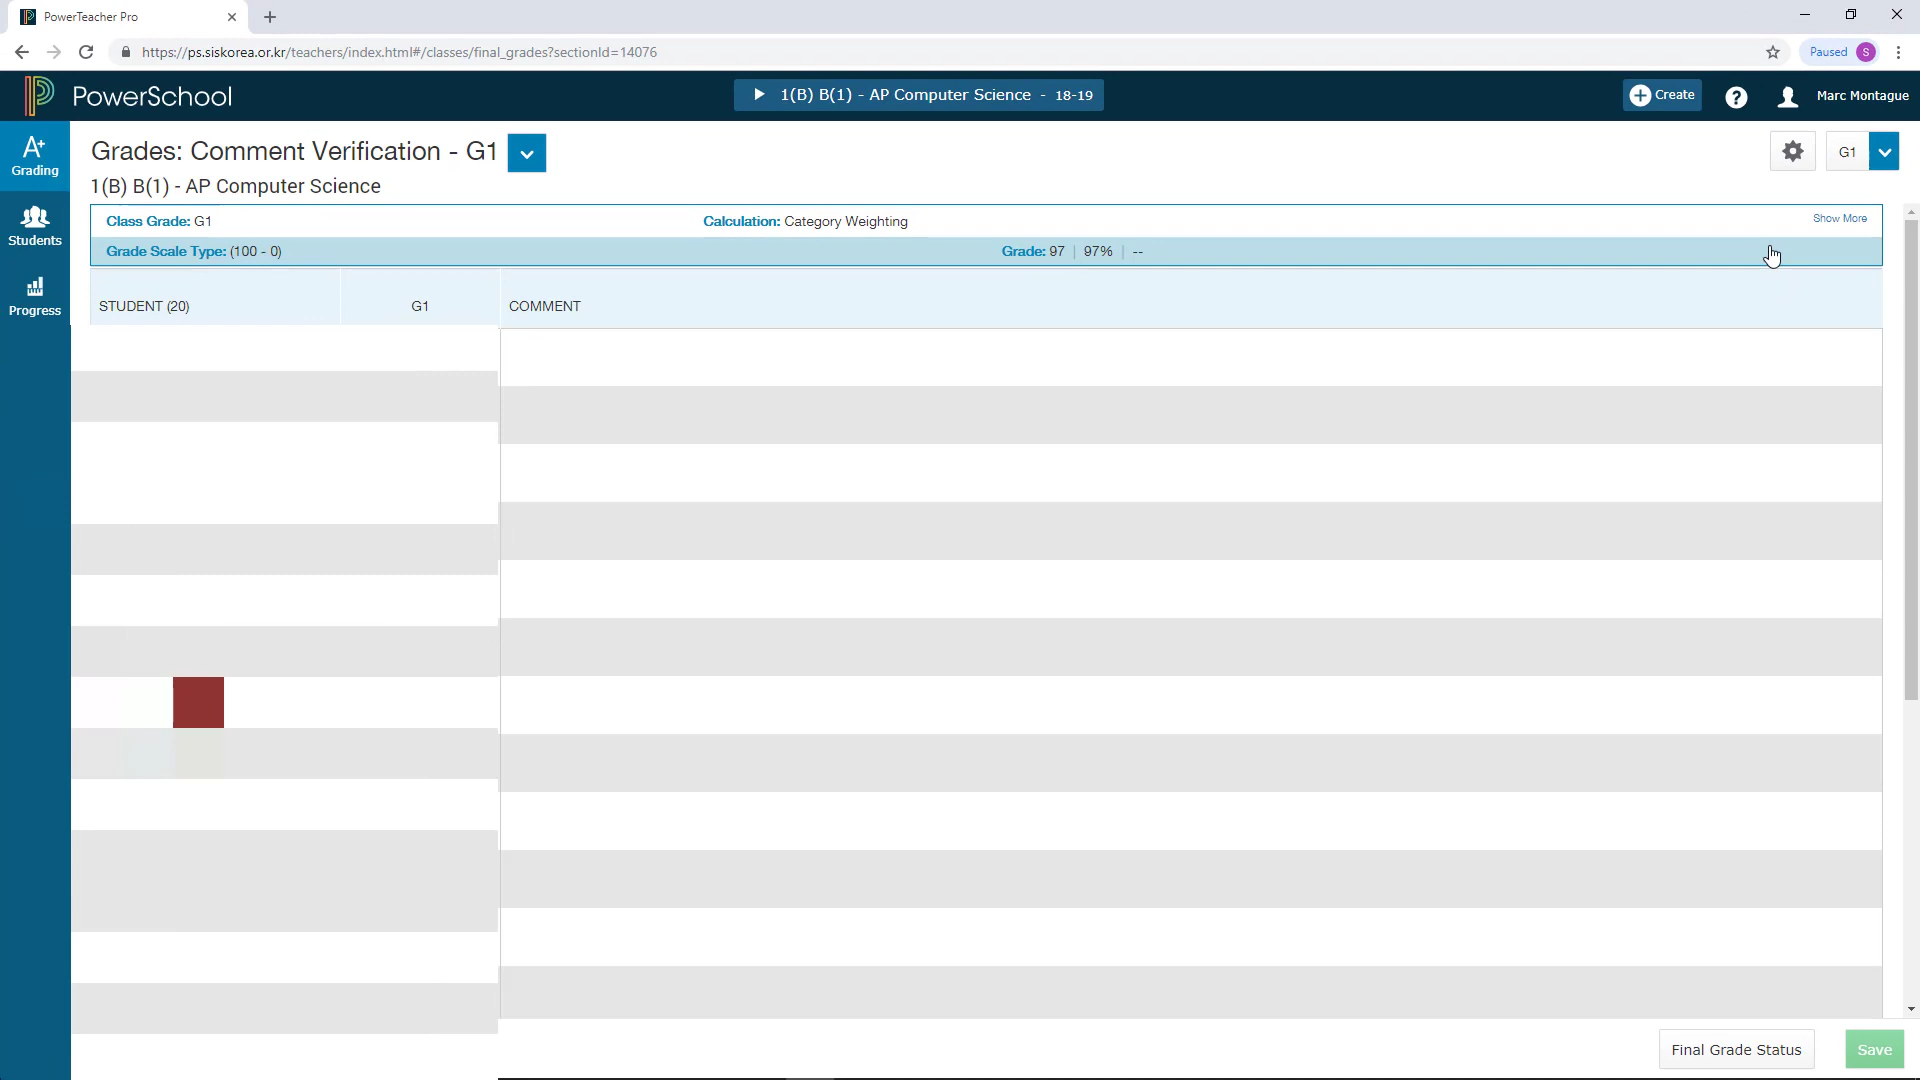 PowerTeacher Pro
https://ps.siskorea.or.kr/teachers/index.html#/classes/final_grades?sectionId=14076
Paused S
PowerSchool
1(B) B(1) - AP Computer Science - 18-19
Create
?
Marc Montague
A+
Grading
Students
Progress
Grades: Comment Verification - G1
G1
1(B) B(1) - AP Computer Science
Class Grade: G1
Calculation: Category Weighting
Show More
Grade Scale Type: (100 - 0)
Grade: 97 | 97% | --
STUDENT (20)
G1
COMMENT
Final Grade Status
Save